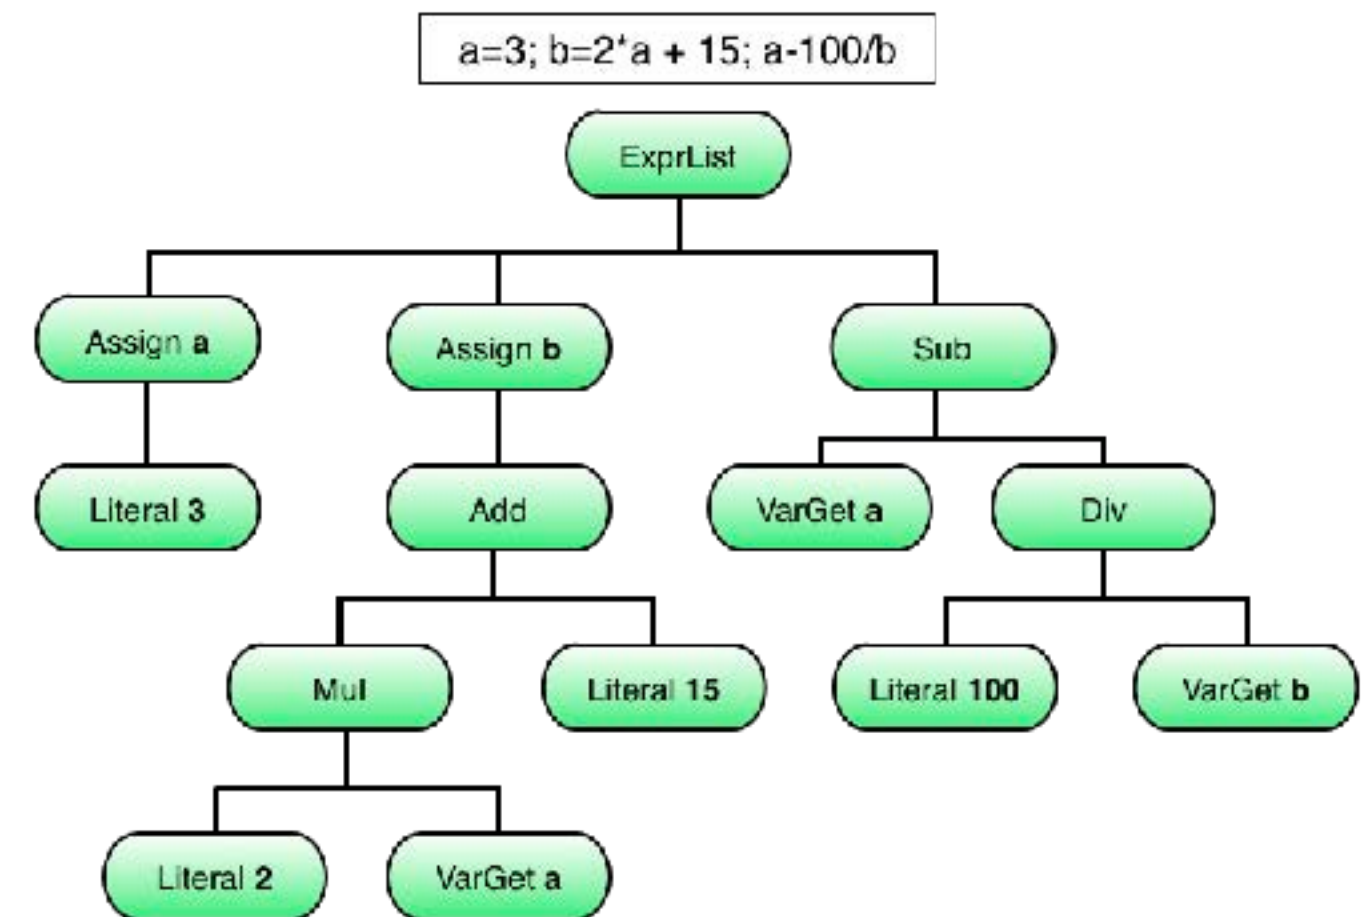 a=3; b=2*a + 15; a-100/b
ExprList
Assign a
Assign b
Sub
Literal 3
Add
VarGet a
Div
Mul
Literal 15
Literal 100
VarGet b
Literal 2
VarGet a